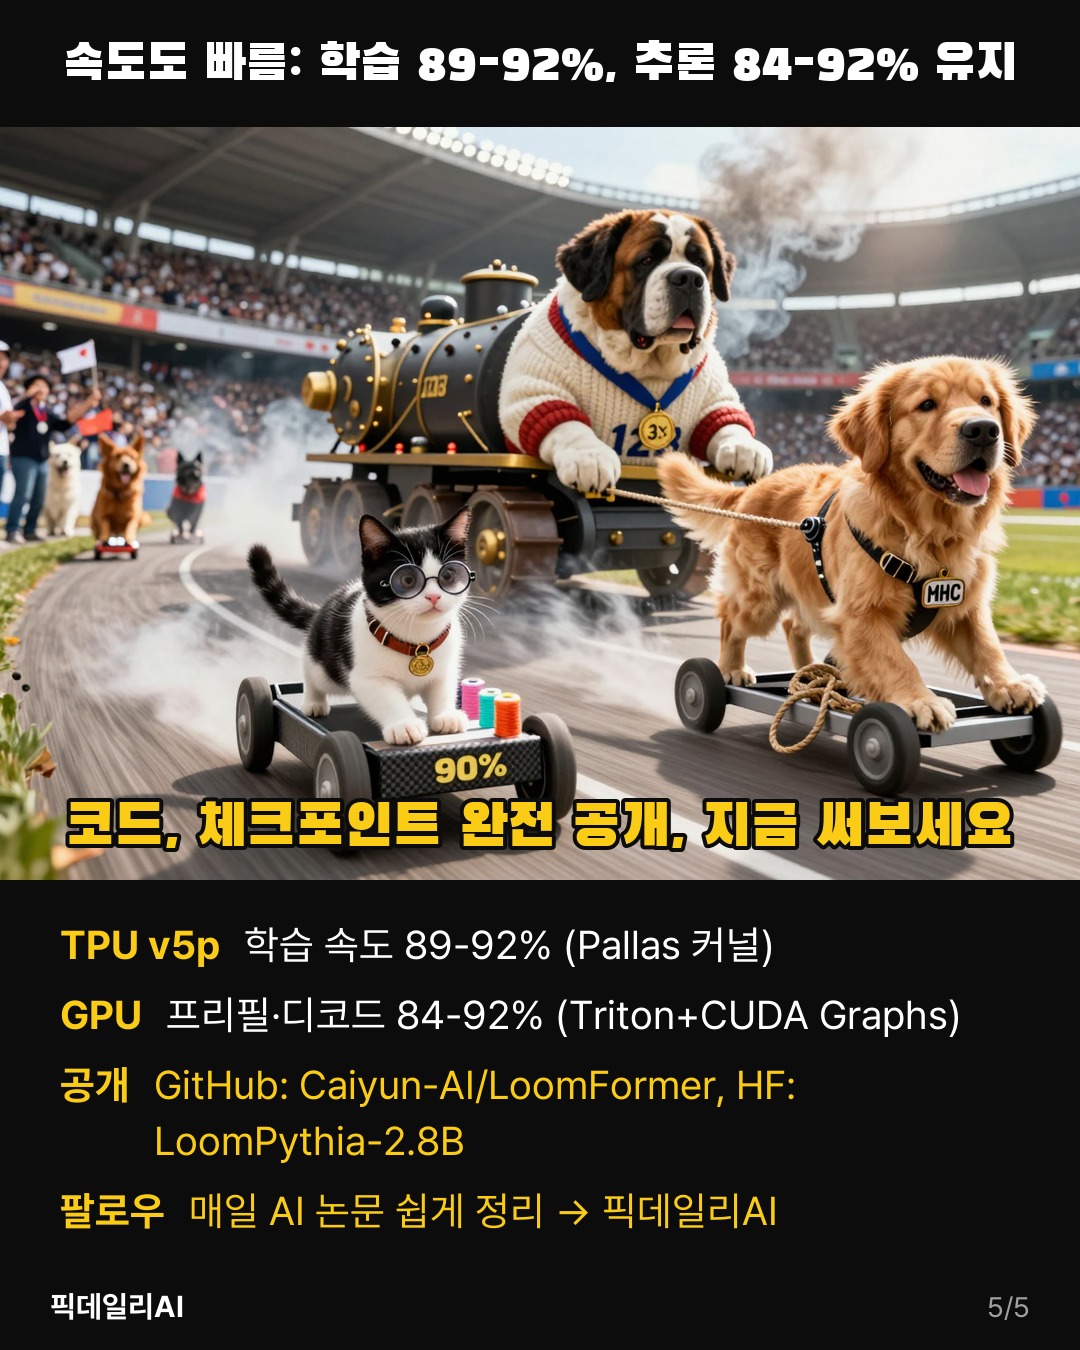 속도도 빠름: 학습 89-92%, 추론 84-92% 유지
3x
MHC
90%
코드, 체크포인트 완전 공개, 지금 써보세요
TPU v5p 학습 속도 89-92% (Pallas 커널)
GPU 프리필·디코드 84-92% (Triton+CUDA Graphs)
공개 GitHub: Caiyun-AI/LoomFormer, HF:
LoomPythia-2.8B
팔로우 매일 AI 논문 쉽게 정리 → 픽데일리AI
픽데일리AI
5/5